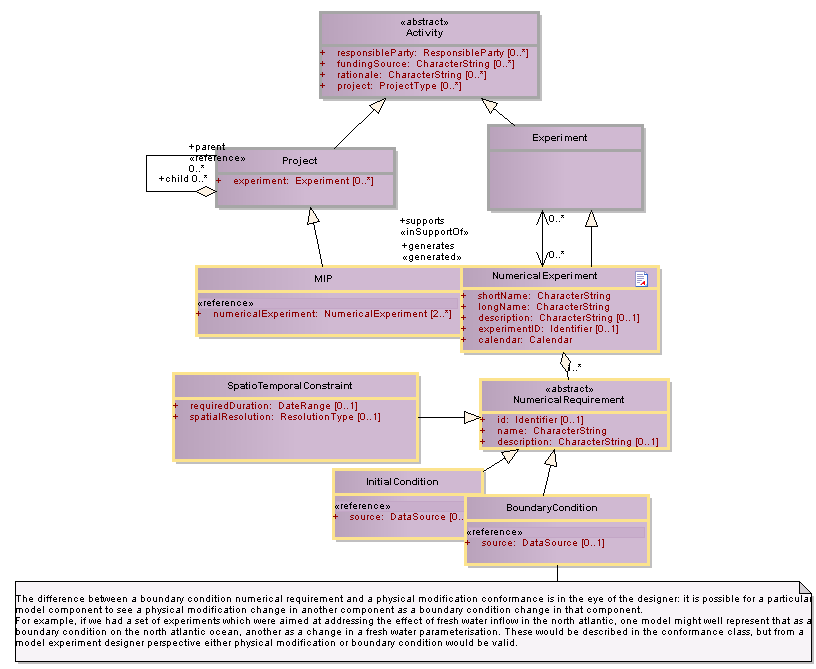 «abstract»
Activity
+ responsibleParty: ResponsibleParty [0..*]
+ fundingSource: CharacterString [0..*]
+ rationale: CharacterString [0..*]
+ project: ProjectType [0..*]
Experiment
+parent
«reference»
0..*
+child 0..*
Project
+ experiment: Experiment [0..*]
+supports
«inSupportOf»
+generates
«generated»
0..*
0..*
MIP
«reference»
+ numericalExperiment: NumericalExperiment [2..*]
NumericalExperiment
+ shortName: CharacterString
+ longName: CharacterString
+ description: CharacterString [0..1]
+ experimentID: Identifier [0..1]
+ calendar: Calendar
..*
SpatioTemporalConstraint
+ requiredDuration: DateRange [0..1]
+ spatialResolution: ResolutionType [0..1]
«abstract»
NumericalRequirement
+ id: Identifier [0..1]
+ name: CharacterString
+ description: CharacterString [0..1]
InitialCondition
«reference»
+ source: DataSource [0..
BoundaryCondition
«reference»
+ source: DataSource [0..1]
The difference between a boundary condition numerical requirement and a physical modification conformance is in the eye of the designer: it is possible for a particular
model component to see a physical modification change in another component as a boundary condition change in that component.
For example, if we had a set of experiments which were aimed at addressing the effect of fresh water inflow in the north atlantic, one model might well represent that as a
boundary condition on the north atlantic ocean, another as a change in a fresh water parameterisation. These would be described in the conformance class, but from a
model experiment designer perspective either physical modification or boundary condition would be valid.